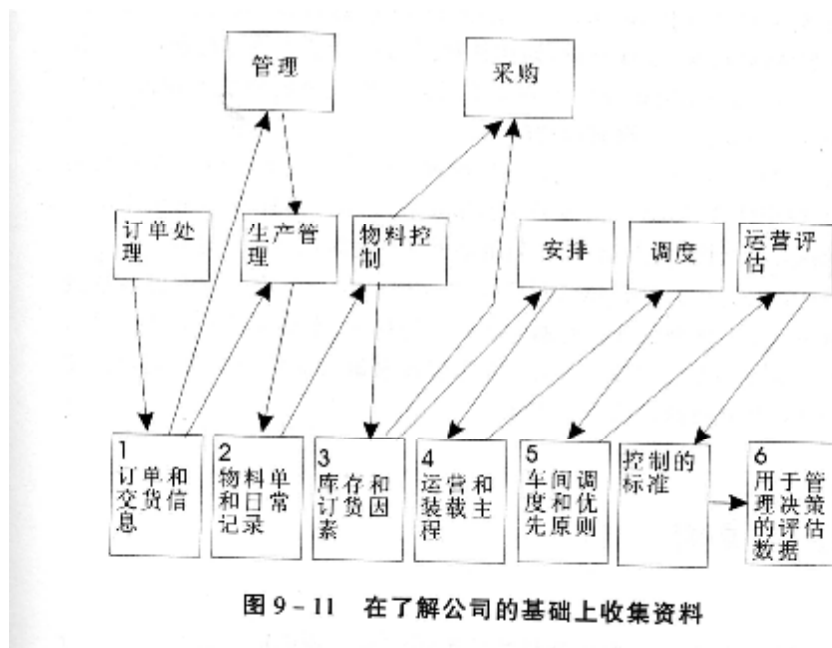 管理
采购
订单处
理
生产管
理
物料控
制
安排
调度
运营评
估
1
订单和
交货信
息
2
物料单
和日常
记录
3
库存和
订货因
素
4
运营和
装载主
程
5
车间调
度和优
先原则
控制的
标准
6
用于管
理决策
的评估
数据
图 9-11 在了解公司的基础上收集资料